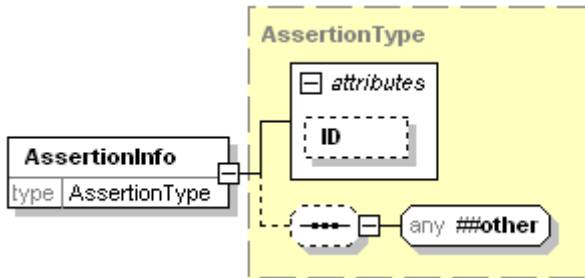 AssertionType
attributes
ID
AssertionInfo
type AssertionType
any ##other